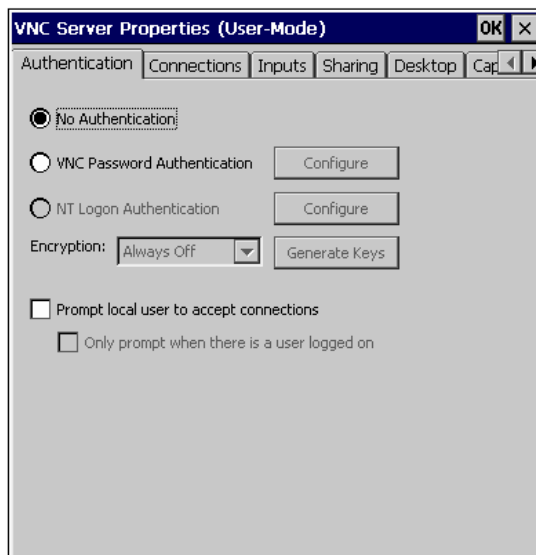 VNC Server Properties (User-Mode) OK ×
Authentication Connections Inputs Sharing Desktop Cap
No Authentication
VNC Password Authentication Configure
NT Logon Authentication Configure
Encryption: Always Off Generate Keys
Prompt local user to accept connections
Only prompt when there is a user logged on